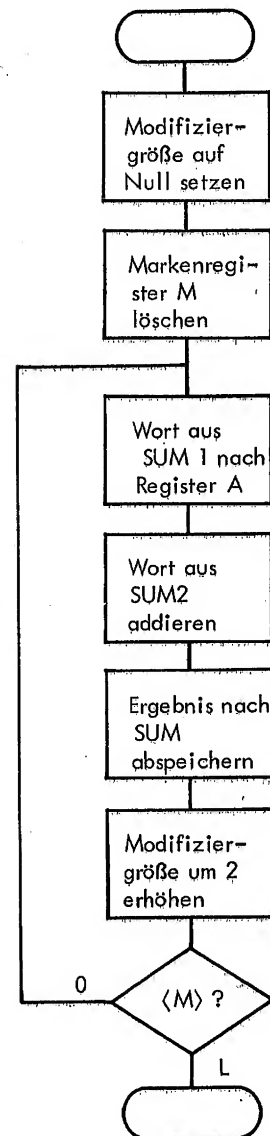 Modifizier-
größe auf
Null setzen
Markenregi-
ster M
löschen
Wort aus
SUM 1 nach
Register A
Wort aus
SUM2
addieren
Ergebnis nach
SUM
abspeichern
Modifizier-
größe um 2
erhöhen
0
⟨M⟩ ?
L